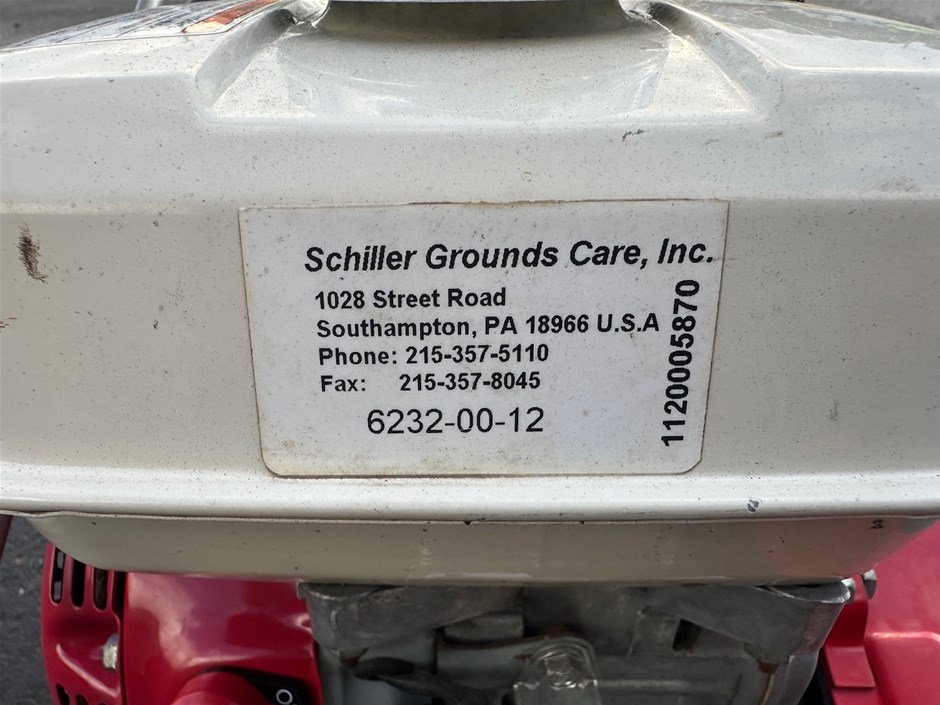 Schiller Grounds Care, Inc.
1028 Street Road
Southampton, PA 18966 U.S.A
Phone: 215-357-5110
Fax: 215-357-8045
6232-00-12
1120005870